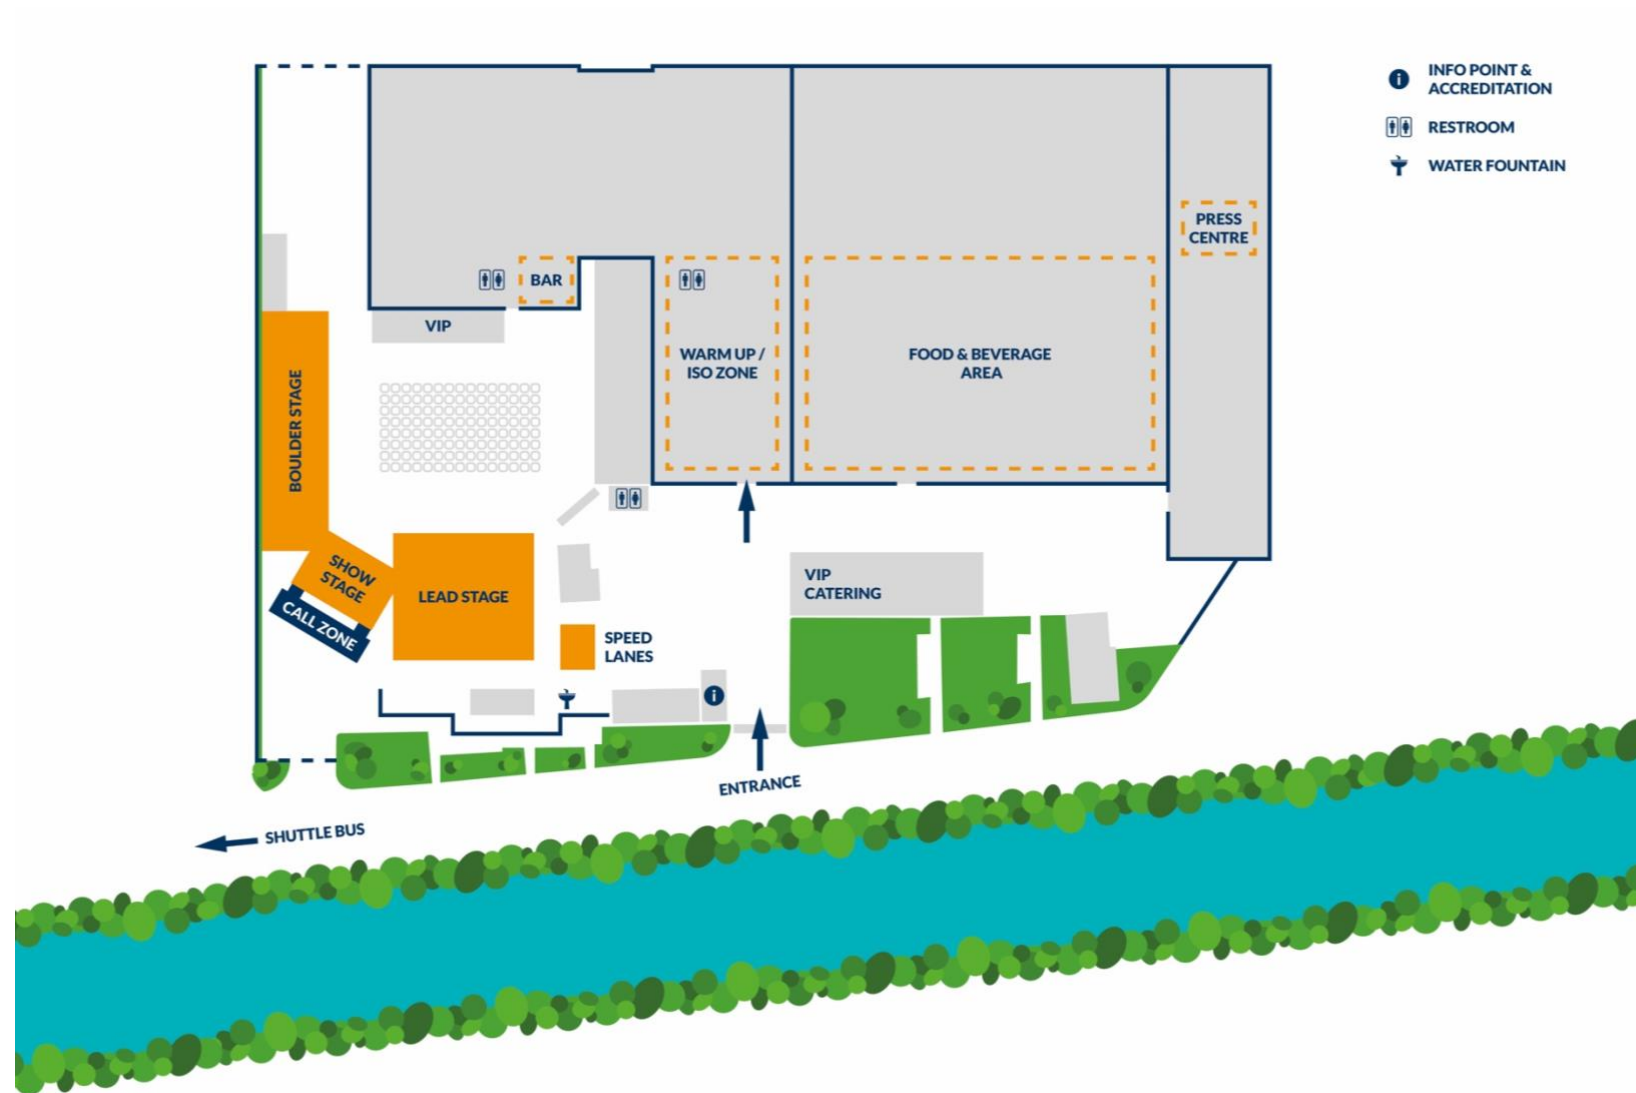 INFO POINT &
ACCREDITATION
RESTROOM
WATER FOUNTAIN
PRESS
CENTRE
BAR
VIP
WARM UP /
ISO ZONE
FOOD & BEVERAGE
AREA
BOULDER STAGE
SHOW
STAGE
CALL ZONE
LEAD STAGE
VIP
CATERING
SPEED
LANES
ENTRANCE
SHUTTLE BUS